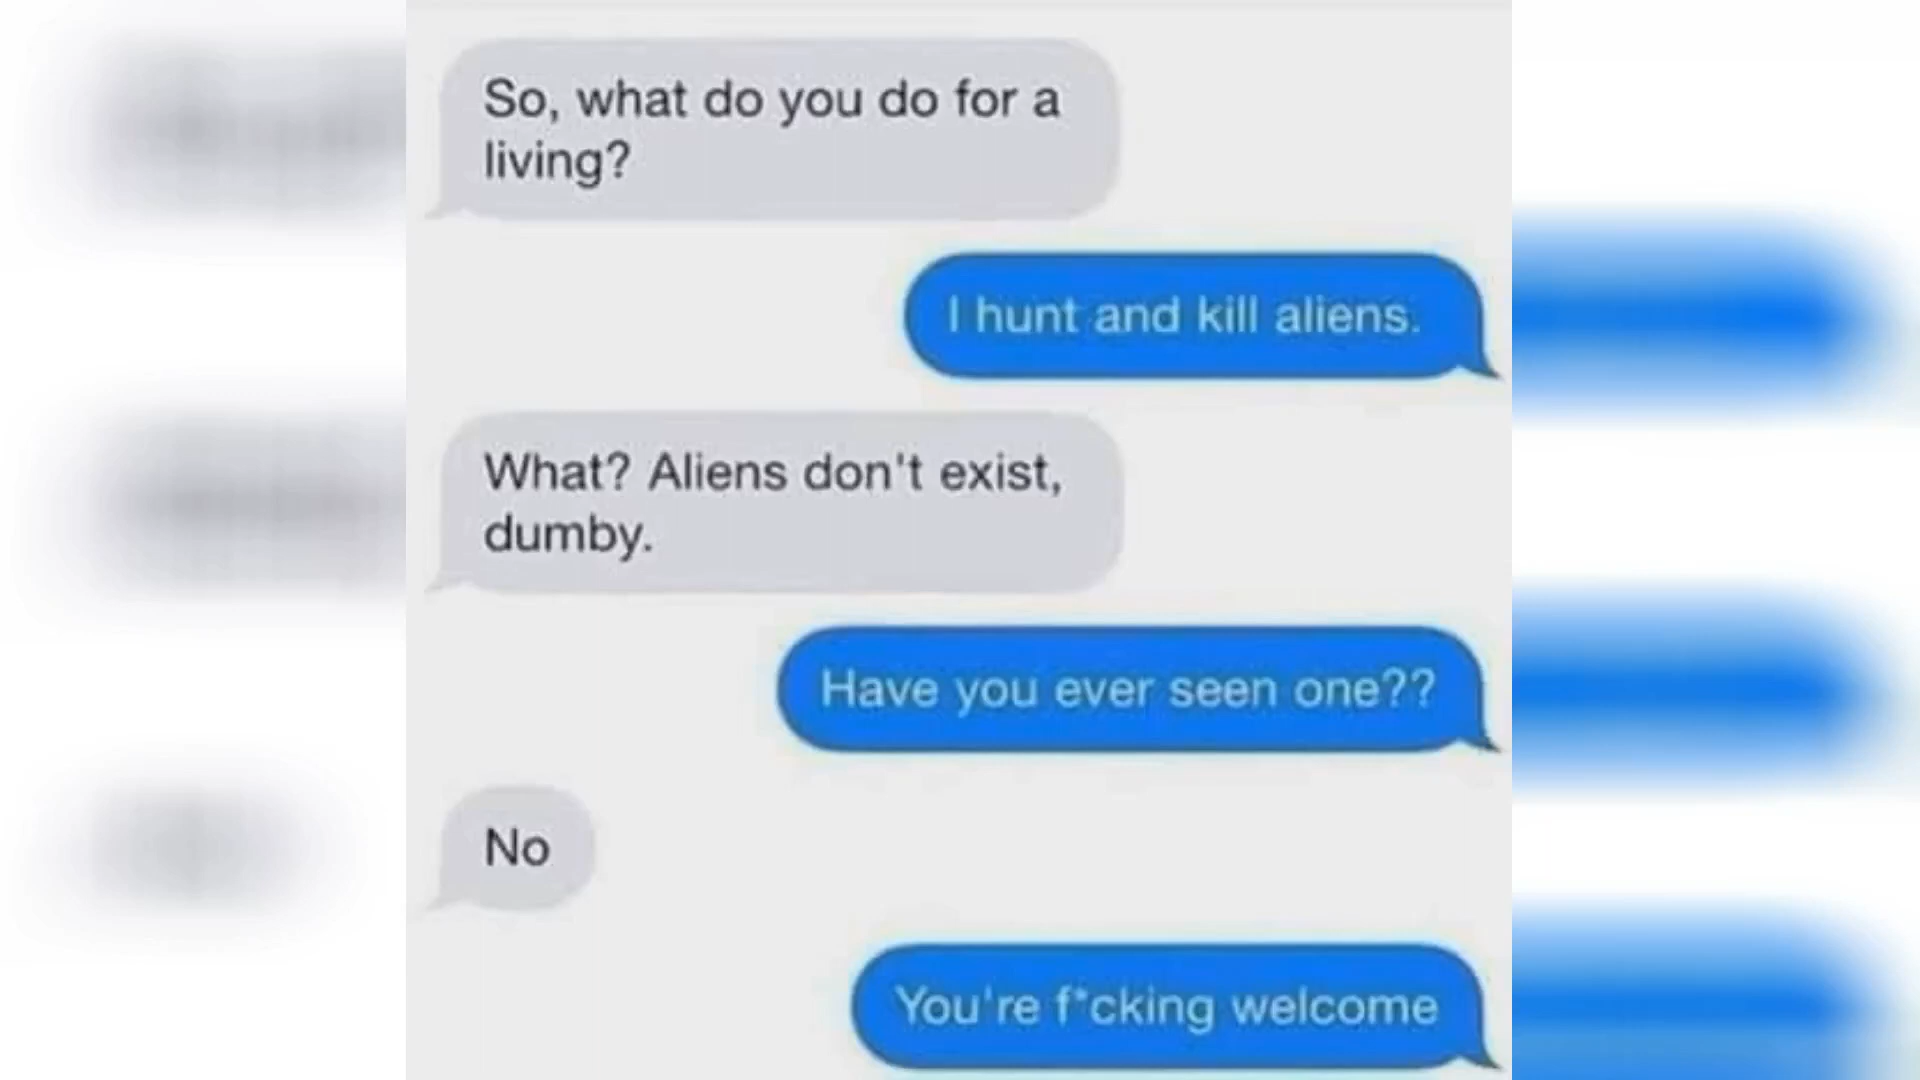 So, what do you do for a
living?
I hunt and kill aliens.
What? Aliens don't exist,
dumby.
Have you ever seen one??
No
You're f*cking welcome